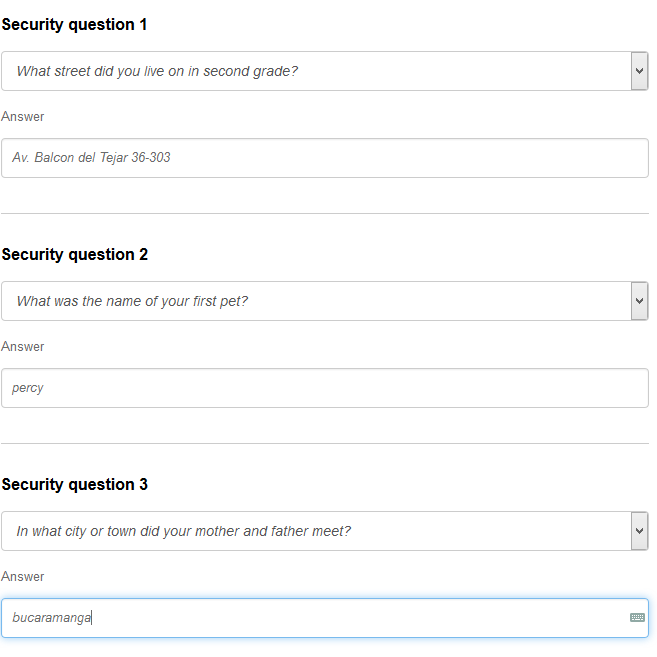 Security question 1
What street did you live on in second grade?
Answer
Av. Balcon del Tejar 36-303
Security question 2
What was the name of your first pet?
Answer
percy
Security question 3
In what city or town did your mother and father meet?
Answer
bucaramanga